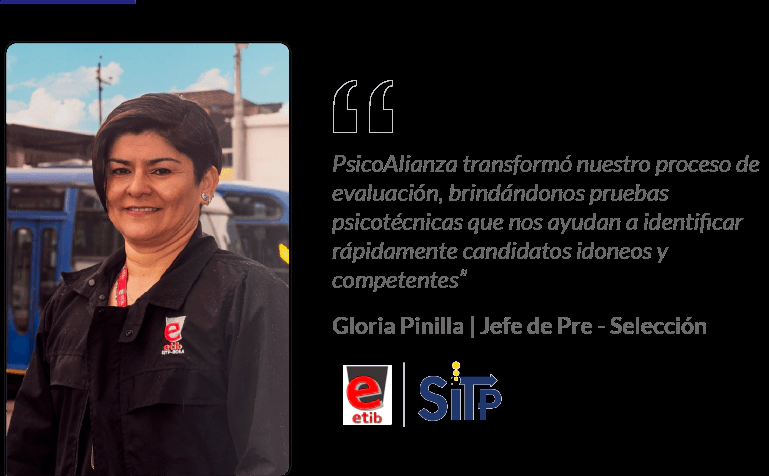 PsicoAlianza transformó nuestro proceso de
evaluación, brindándonos pruebas
psicotécnicas que nos ayudan a identificar
rápidamente candidatos idoneos y
competentes”
Gloria Pinilla | Jefe de Pre - Selección
etib
etib
SiTP